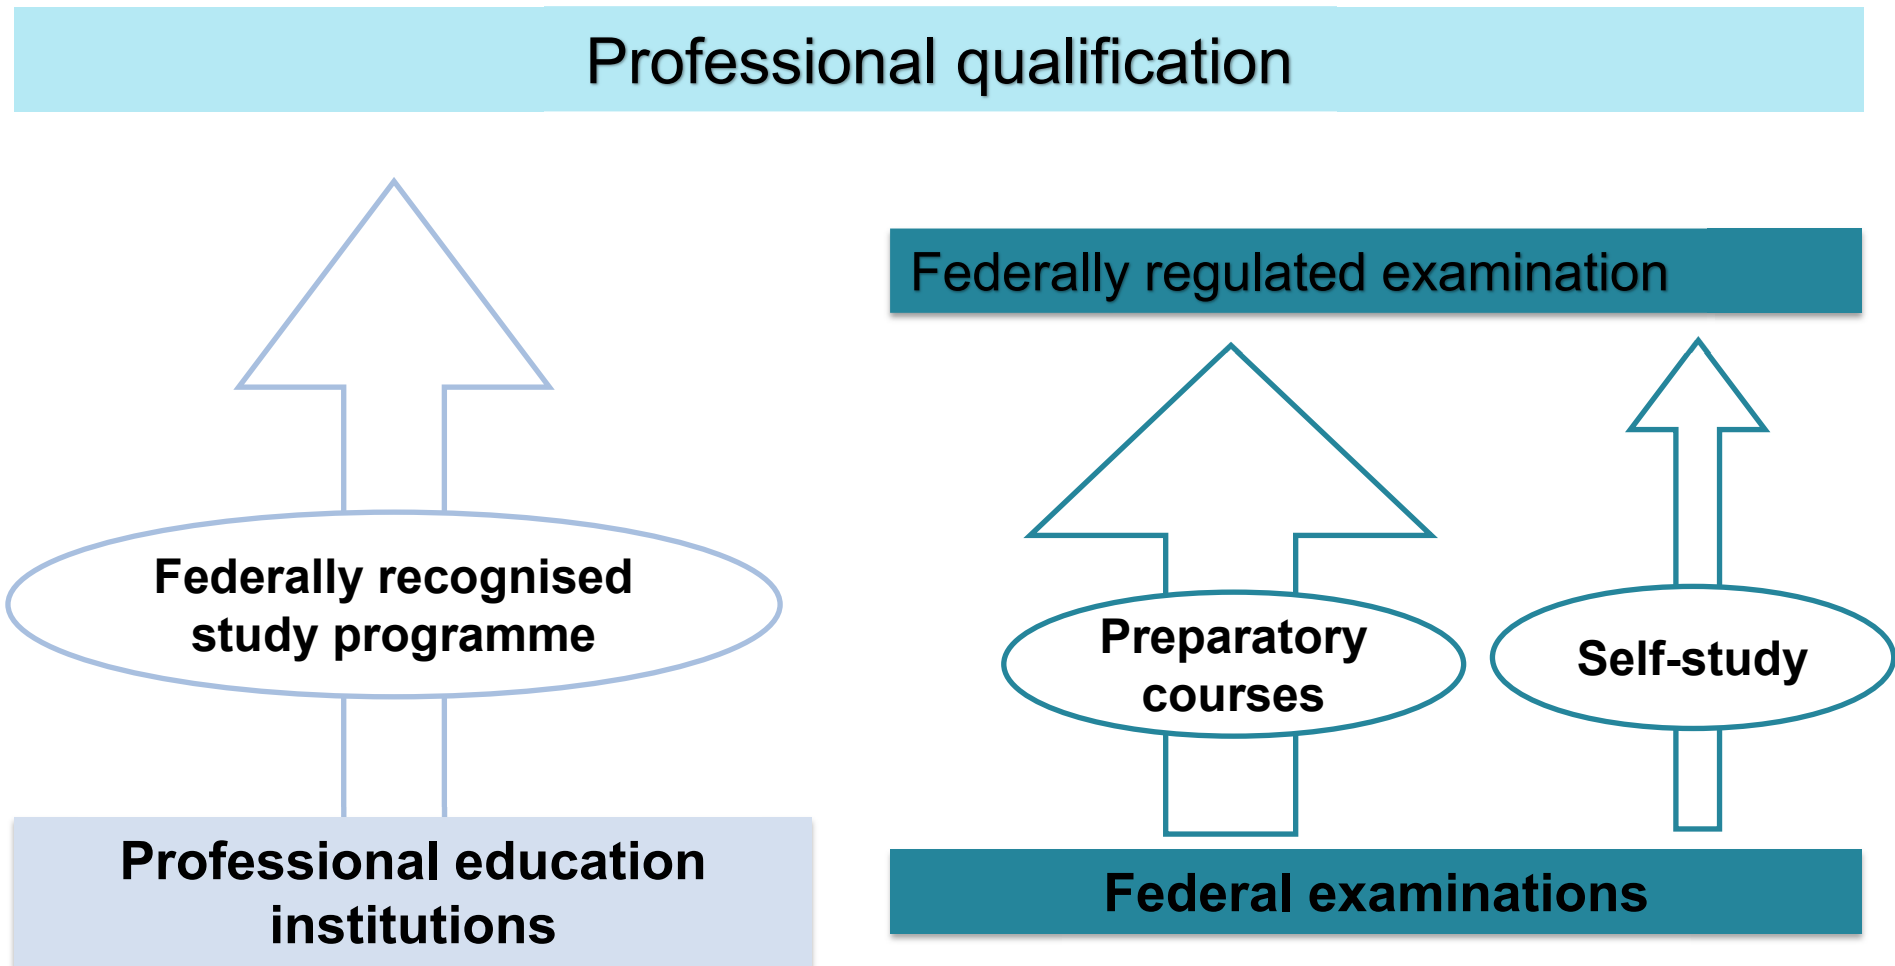 Professional qualification
Federally regulated examination
Federally recognised
study programme
Preparatory
courses
Self-study
Professional education
institutions
Federal examinations